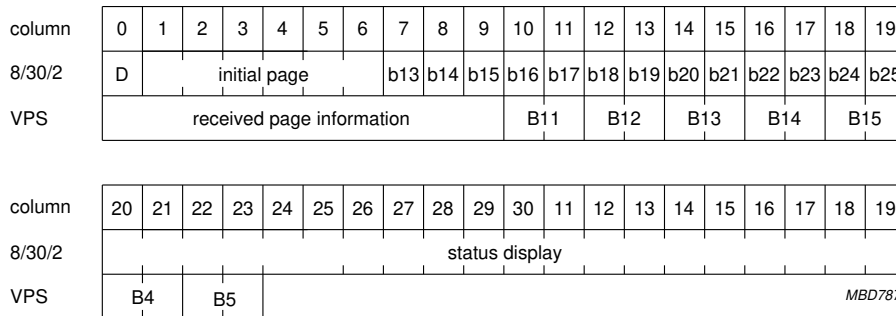 column 0 1 2 3 4 5 6 7 8 9 10 11 12 13 14 15 16 17 18 19
8/30/2 D initial page b13 b14 b15 b16 b17 b18 b19 b20 b21 b22 b23 b24 b25
VPS received page information B11 B12 B13 B14 B15
column 20 21 22 23 24 25 26 27 28 29 30 11 12 13 14 15 16 17 18 19
8/30/2 status display
VPS B4 B5 MBD787